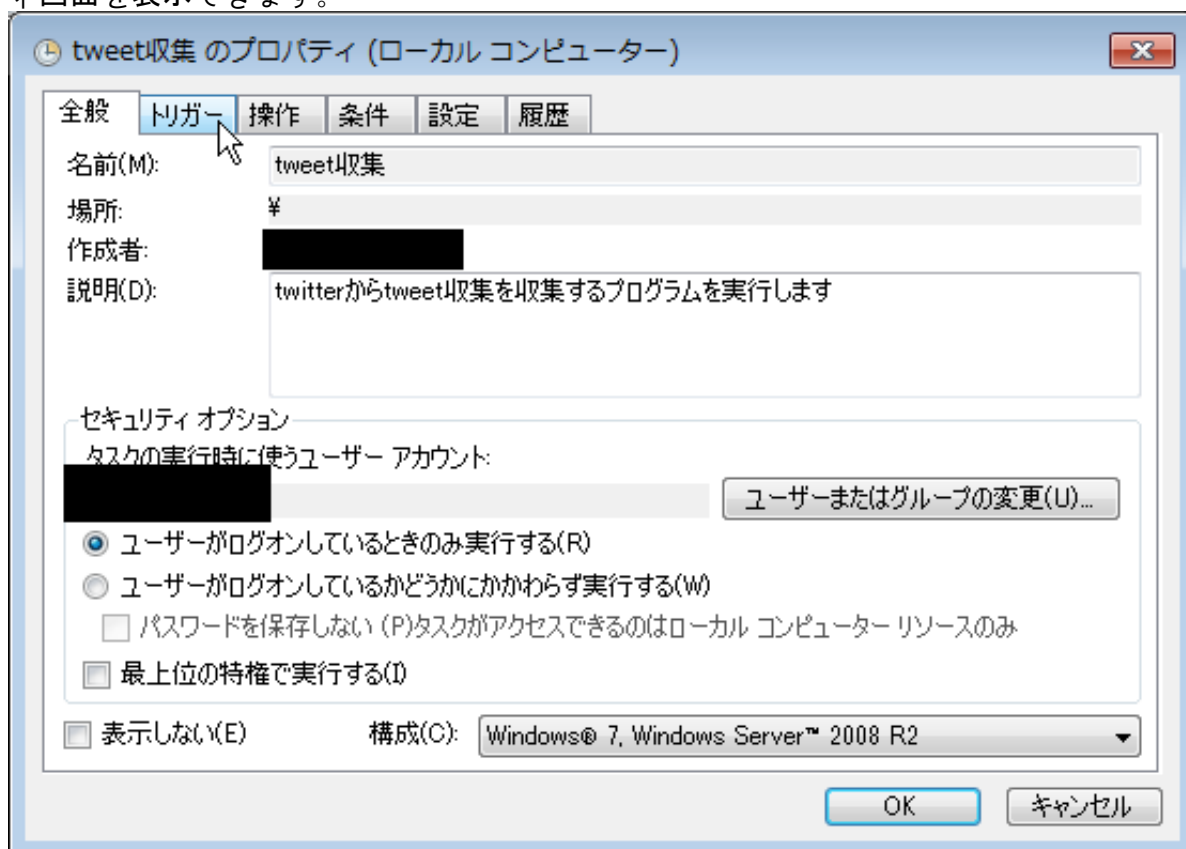 tweet収集 のプロパティ (ローカル コンピューター)
全般 トリガー 操作 条件 設定 履歴
名前(M): tweet収集
場所: ¥
作成者:
説明(D): twitterからtweet収集を収集するプログラムを実行します
セキュリティ オプション
タスクの実行時に使うユーザー アカウント:
ユーザーまたはグループの変更(U)...
ユーザーがログオンしているときのみ実行する(R)
ユーザーがログオンしているかどうかにかかわらず実行する(W)
パスワードを保存しない (P)タスクがアクセスできるのはローカル コンピューター リソースのみ
最上位の特権で実行する(I)
表示しない(E) 構成(C): Windows® 7, Windows Server™ 2008 R2
OK キャンセル